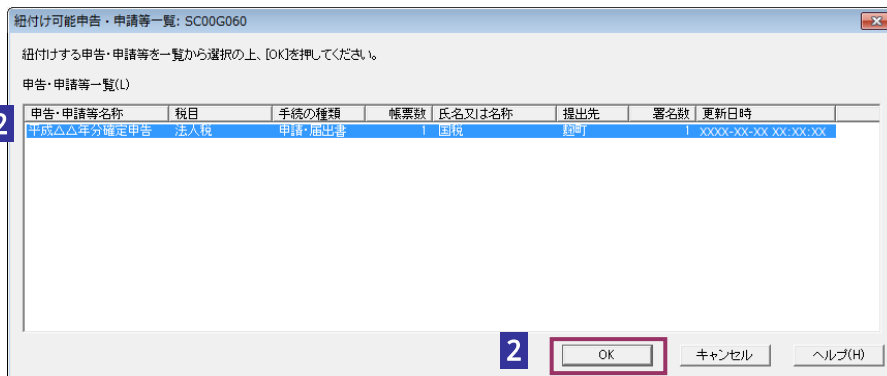 紐付け可能申告・申請等一覧: SC00G060
紐付けする申告・申請等を一覧から選択の上、[OK]を押してください。
申告・申請等一覧(L)
申告・申請等名称 税目 手続の種類 帳票数 氏名又は名称 提出先 署名数 更新日時
2
平成△△年分確定申告 法人税 申請・届出書 1 国税 麹町 1 XXXX-XX-XX XX:XX:XX
2 OK キャンセル ヘルプ(H)